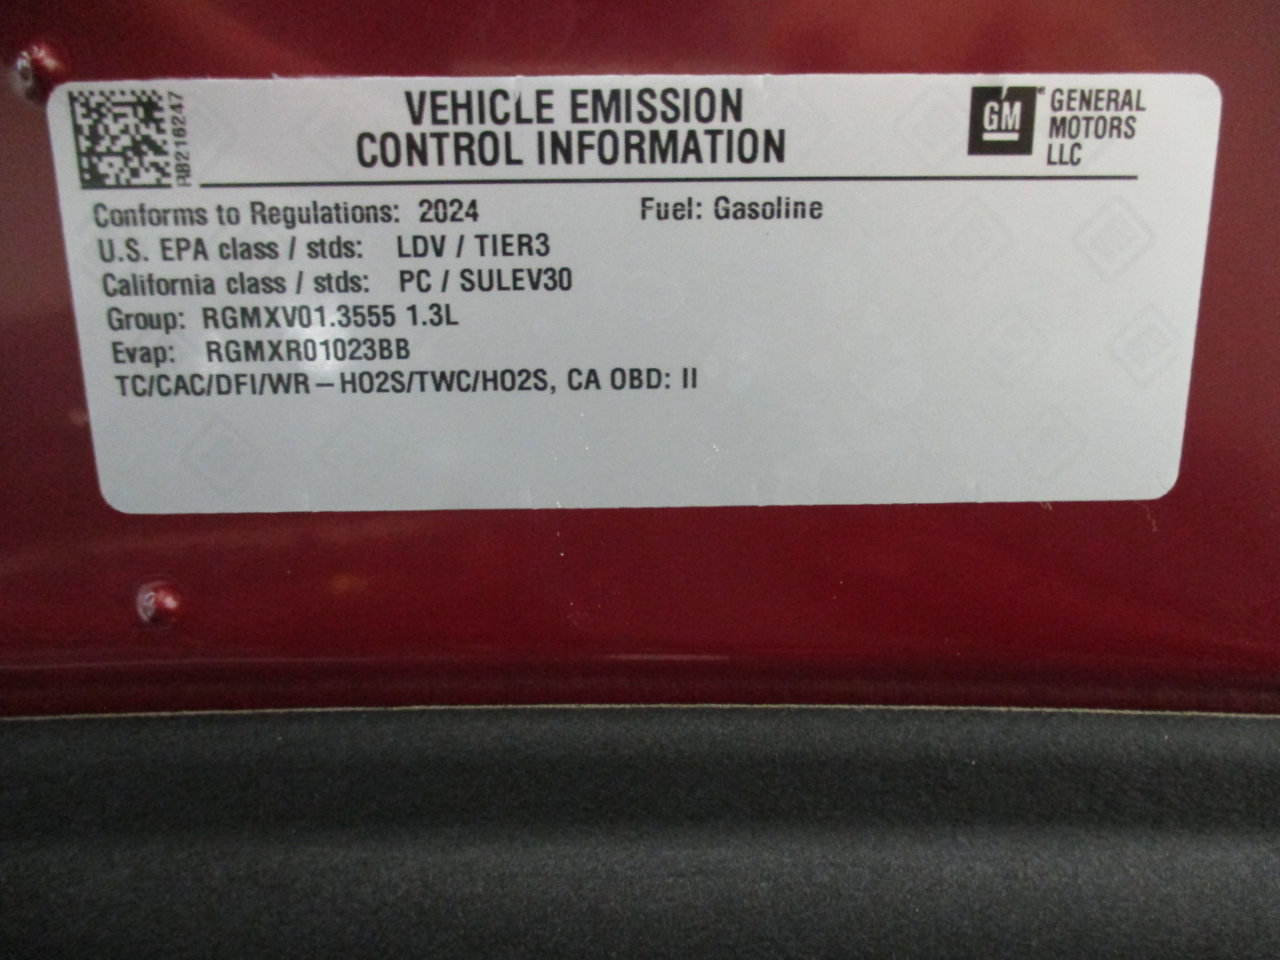 VEHICLE EMISSION
CONTROL INFORMATION
RB216247
GM®
GENERAL
MOTORS
LLC
Conforms to Regulations: 2024 Fuel: Gasoline
U.S. EPA class / stds: LDV / TIER3
California class / stds: PC / SULEV30
Group: RGMXV01.3555 1.3L
Evap: RGMXR01023BB
TC/CAC/DFI/WR–HO2S/TWC/HO2S, CA OBD: II